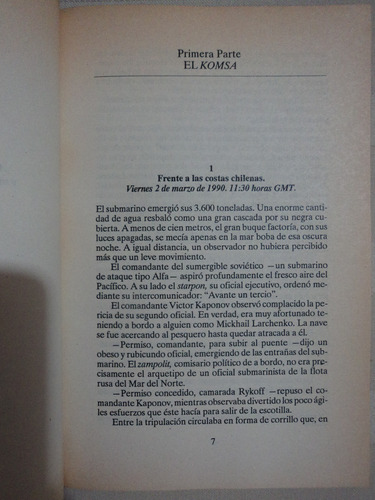 Primera Parte
EL KOMSA
1
Frente a las costas chilenas.
Viernes 2 de marzo de 1990. 11:30 horas GMT.
El submarino emergió sus 3.600 toneladas. Una enorme canti-
dad de agua resbaló como una gran cascada por su negra cu-
bierta. A menos de cien metros, el gran buque factoría, con sus
luces apagadas, se mecía apenas en la mar boba de esa oscura
noche. A igual distancia, un observador no hubiera percibido
más que un leve movimiento.
El comandante del sumergible soviético —un submarino
de ataque tipo Alfa— aspiró profundamente el fresco aire del
Pacífico. A su lado el starpon, su oficial ejecutivo, ordenó me-
diante su intercomunicador: “Avante un tercio”.
El comandante Victor Kaponov observó complacido la pe-
ricia de su segundo oficial. En verdad, era muy afortunado te-
niendo a bordo a alguien como Mickhail Larchenko. La nave
se fue acercando al pesquero hasta quedar atracada a él.
—Permiso, comandante, para subir al puente —dijo un
obeso y rubicundo oficial, emergiendo de las entrañas del sub-
marino. El zampolit, comisario político de a bordo, no era pre-
cisamente el arquetipo de un oficial submarinista de la flota
rusa del Mar del Norte.
—Permiso concedido, camarada Rykoff —repuso el co-
mandante Kaponov, mientras observaba divertido los poco ági-
les esfuerzos que éste hacía para salir de la escotilla.
Entre la tripulación circulaba en forma de corrillo que, en
7